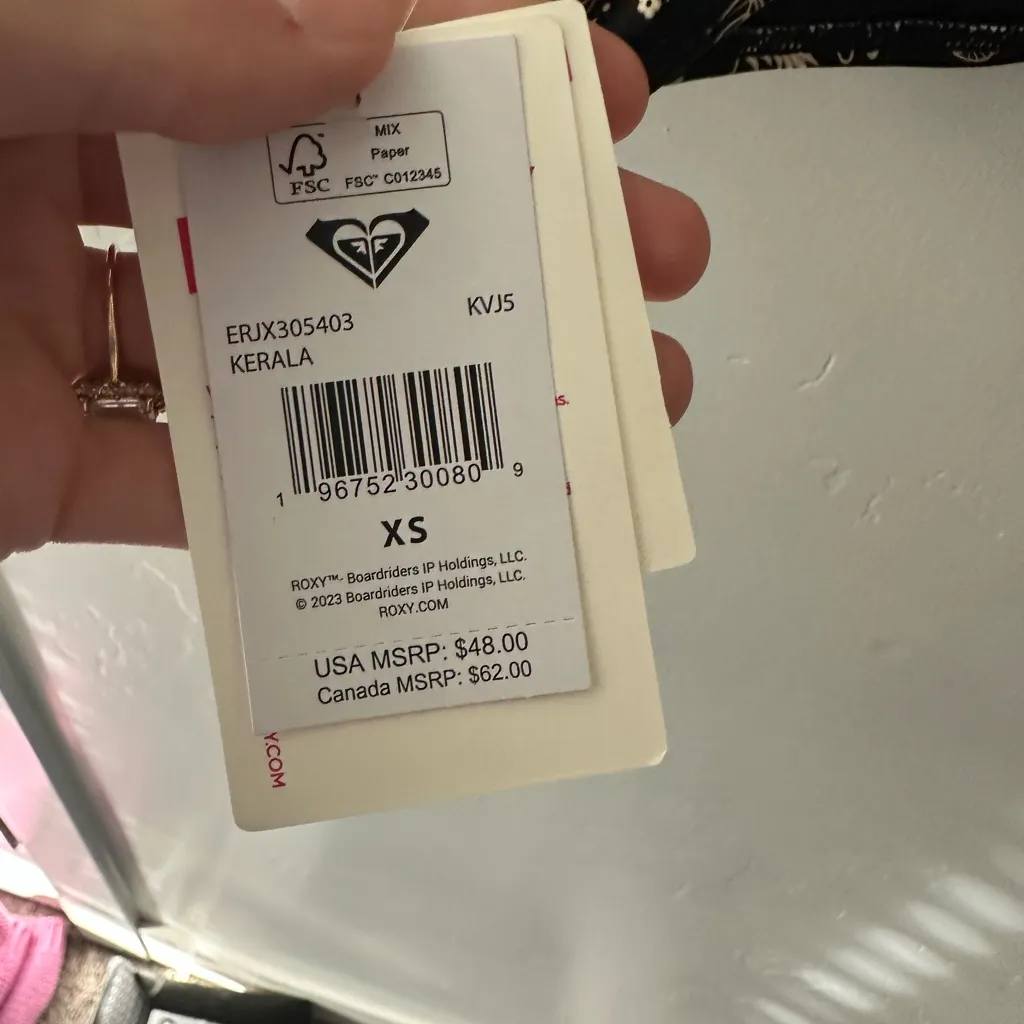 MIX
Paper
FSC FSC™ C012345
ERJX305403 KVJ5
KERALA
1 96752 30080 9
XS
ROXY™- Boardriders IP Holdings, LLC.
© 2023 Boardriders IP Holdings, LLC.
ROXY.COM
USA MSRP: $48.00
Canada MSRP: $62.00
Y.COM
s.